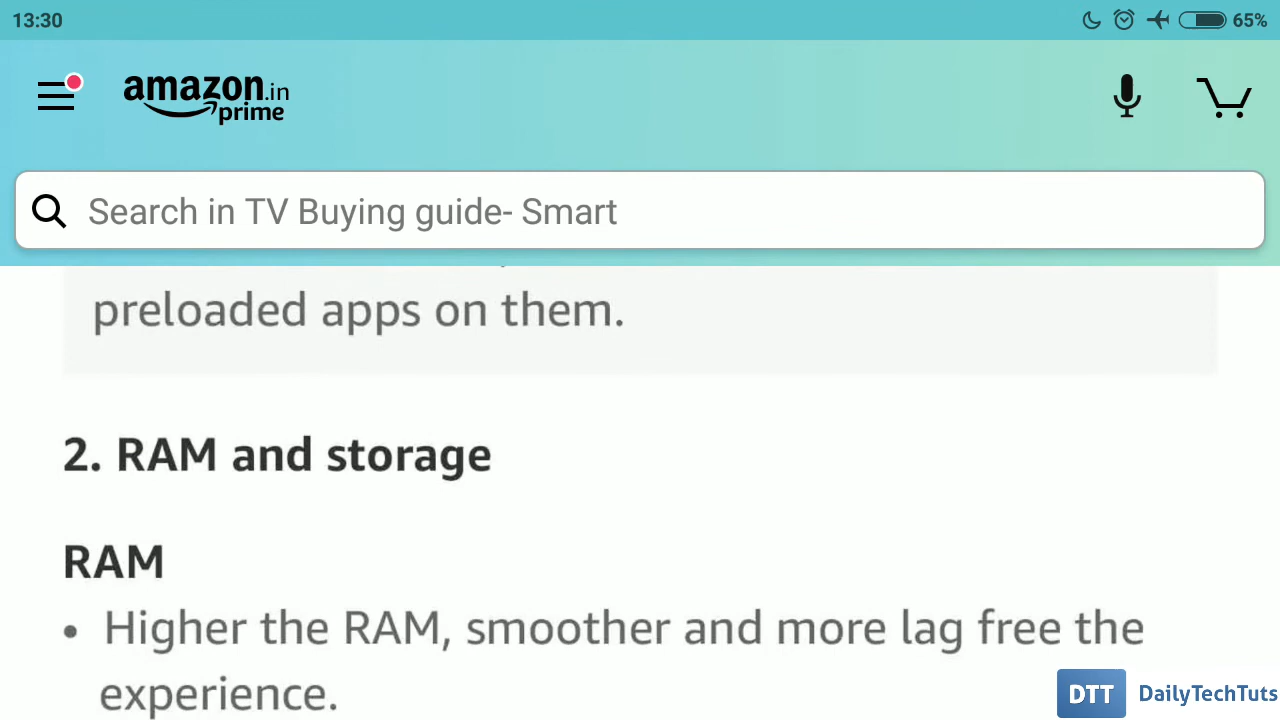 13:30
65%
amazon.in
prime
Search in TV Buying guide- Smart
preloaded apps on them.
2. RAM and storage
RAM
• Higher the RAM, smoother and more lag free the
experience.
DTT DailyTechTuts